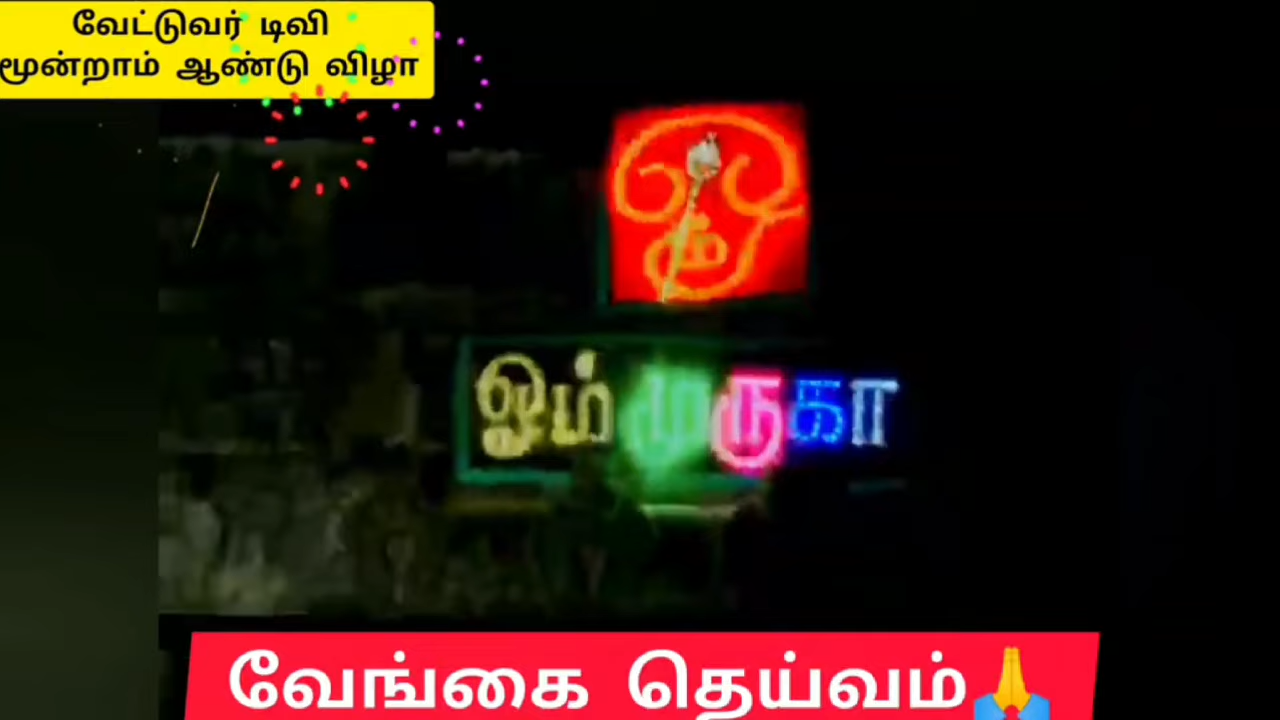 வேட்டுவர் டிவி
மூன்றாம் ஆண்டு விழா
ஓம்
ஓம் முருகா
வேங்கை தெய்வம்🙏